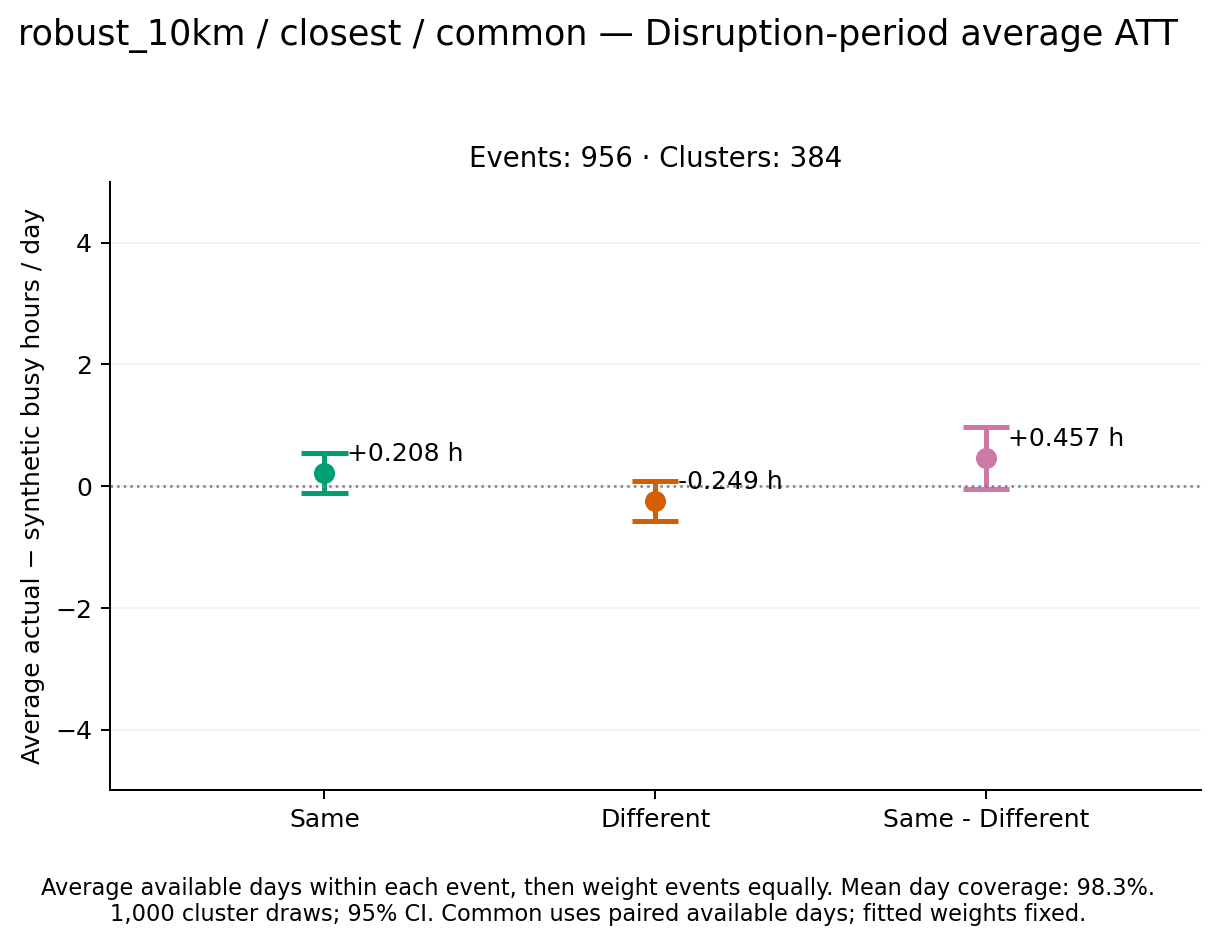 robust_10km / closest / common — Disruption-period average ATT
Events: 956 · Clusters: 384
Average actual − synthetic busy hours / day
4
2
0
−2
−4
+0.208 h
-0.249 h
+0.457 h
Same
Different
Same - Different
Average available days within each event, then weight events equally. Mean day coverage: 98.3%.
1,000 cluster draws; 95% CI. Common uses paired available days; fitted weights fixed.